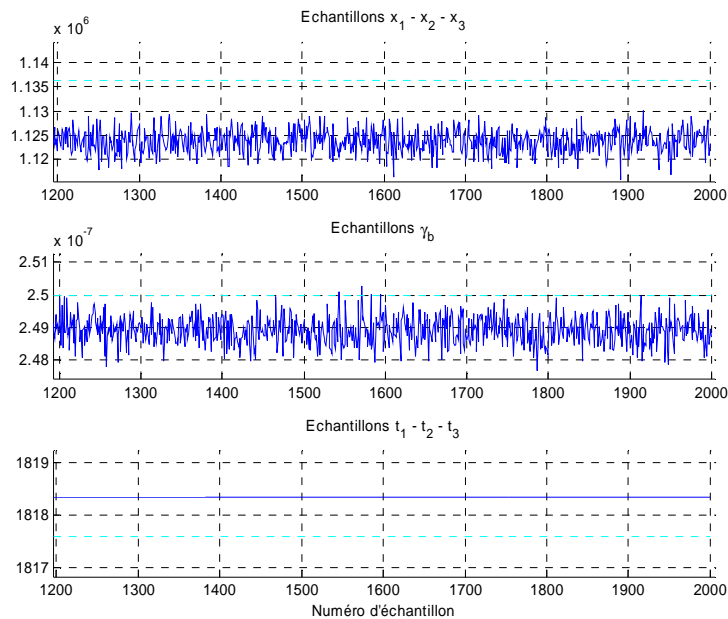 Echantillons x1 - x2 - x3
x 10^6
1.14
1.135
1.13
1.125
1.12
1200 1300 1400 1500 1600 1700 1800 1900 2000
Echantillons γb
x 10^-7
2.51
2.5
2.49
2.48
1200 1300 1400 1500 1600 1700 1800 1900 2000
Echantillons t1 - t2 - t3
1819
1818
1817
1200 1300 1400 1500 1600 1700 1800 1900 2000
Numéro d'échantillon